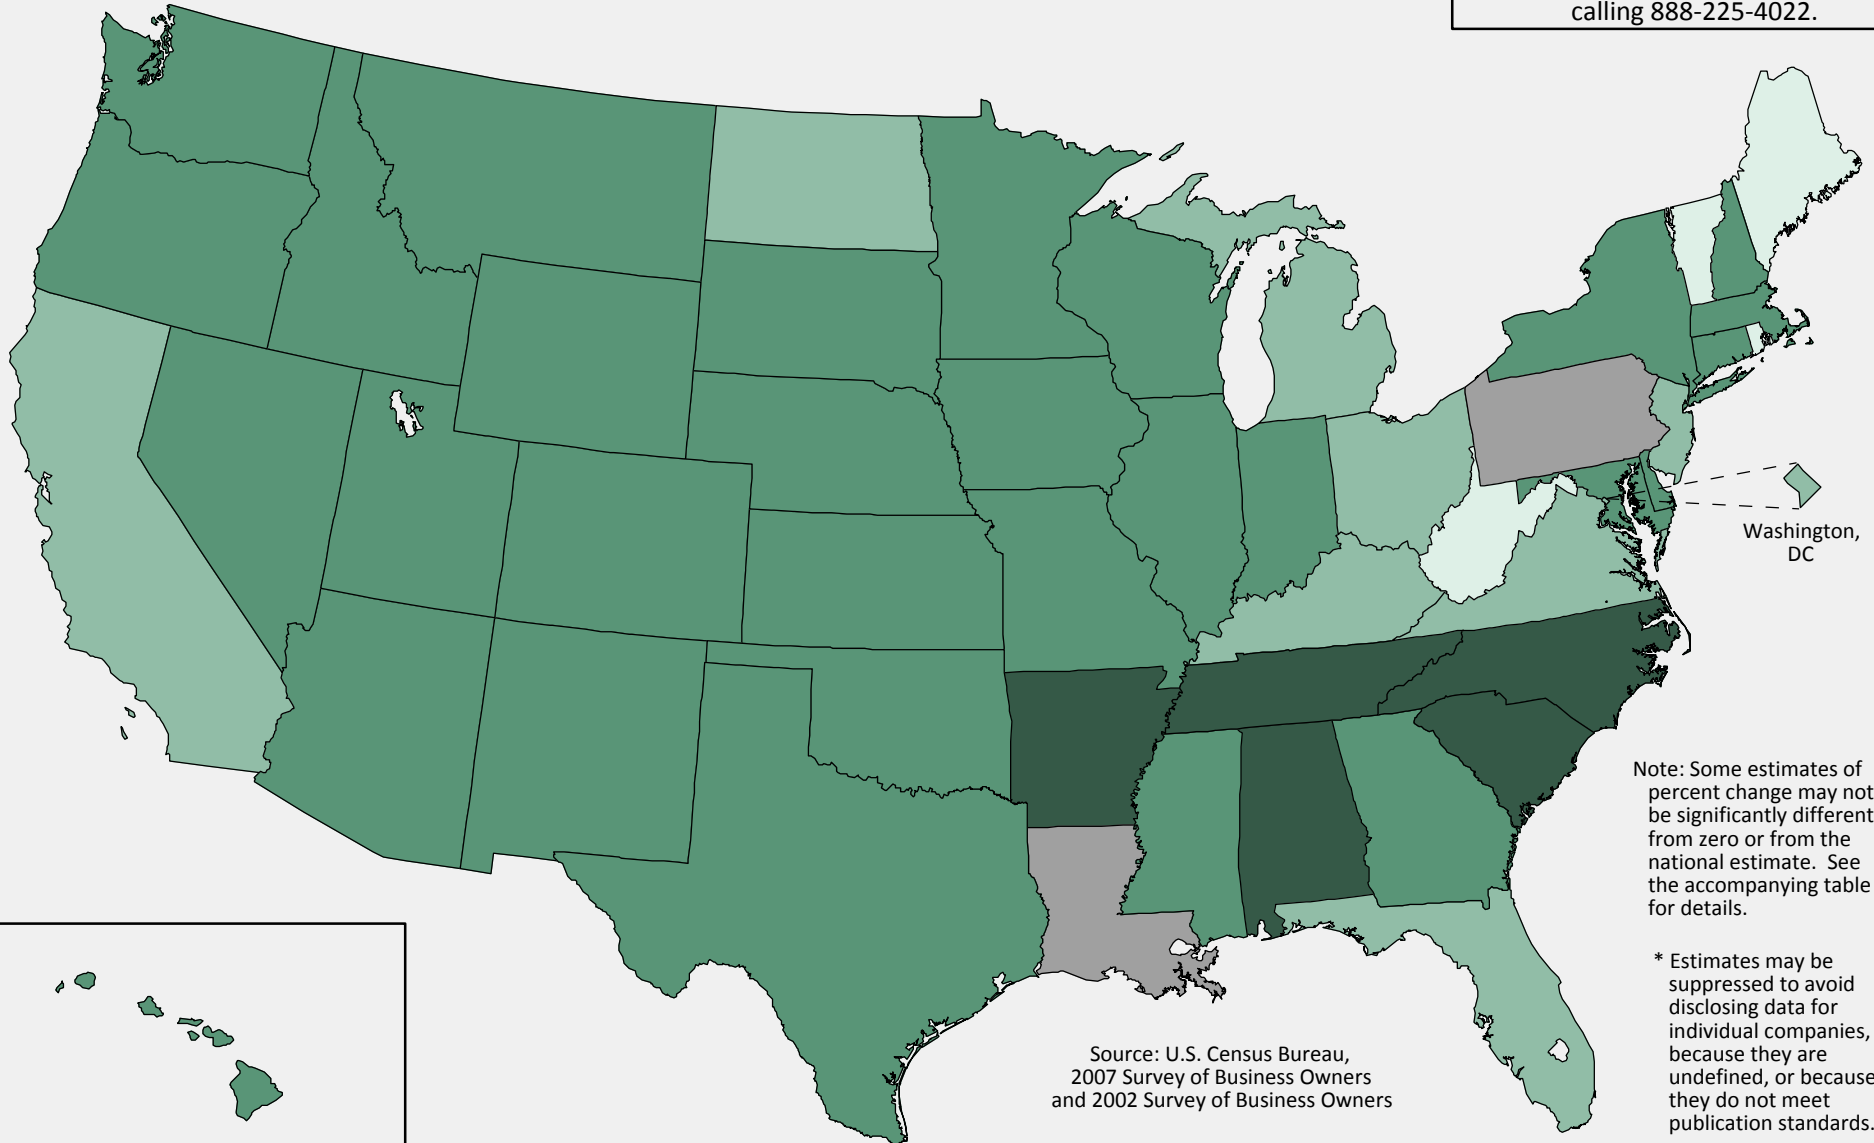 calling 888-225-4022.
Washington,
DC
Note: Some estimates of
percent change may not
be significantly different
from zero or from the
national estimate.  See
the accompanying table
for details.
* Estimates may be
suppressed to avoid
disclosing data for
individual companies,
because they are
undefined, or because
they do not meet
publication standards.
Source: U.S. Census Bureau,
2007 Survey of Business Owners
and 2002 Survey of Business Owners